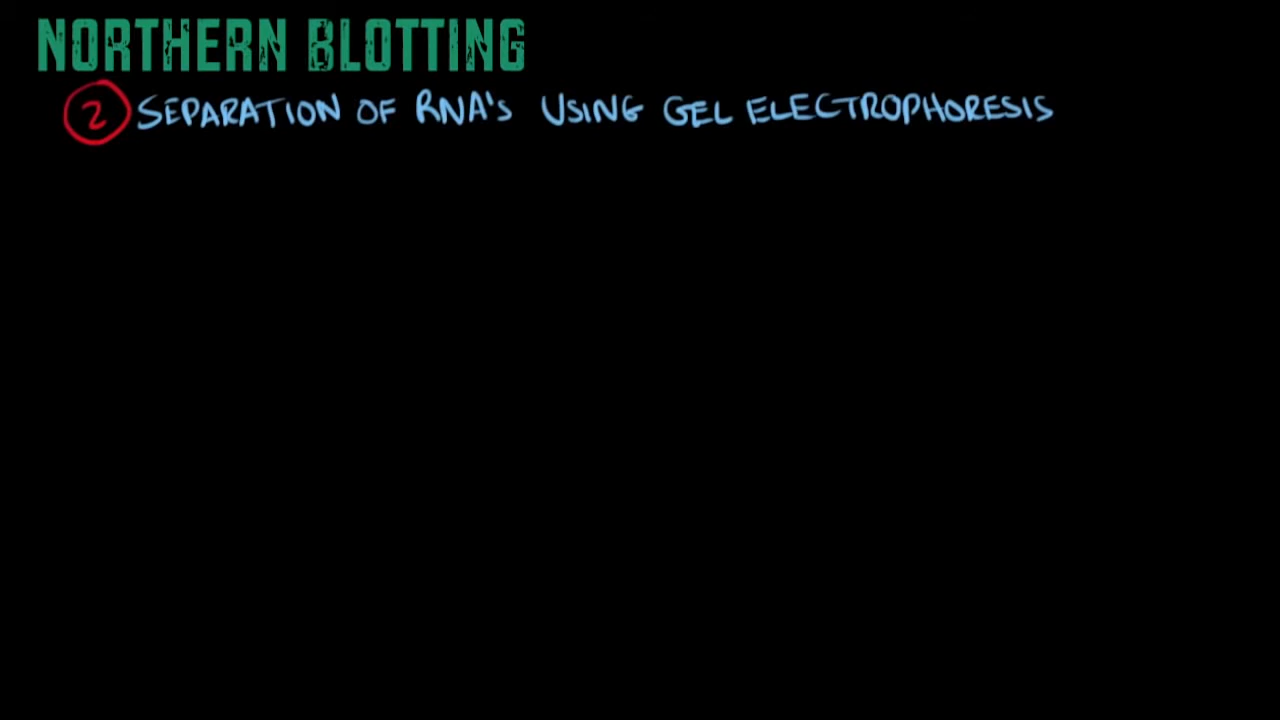 NORTHERN BLOTTING
2 SEPARATION OF RNA'S USING GEL ELECTROPHORESIS